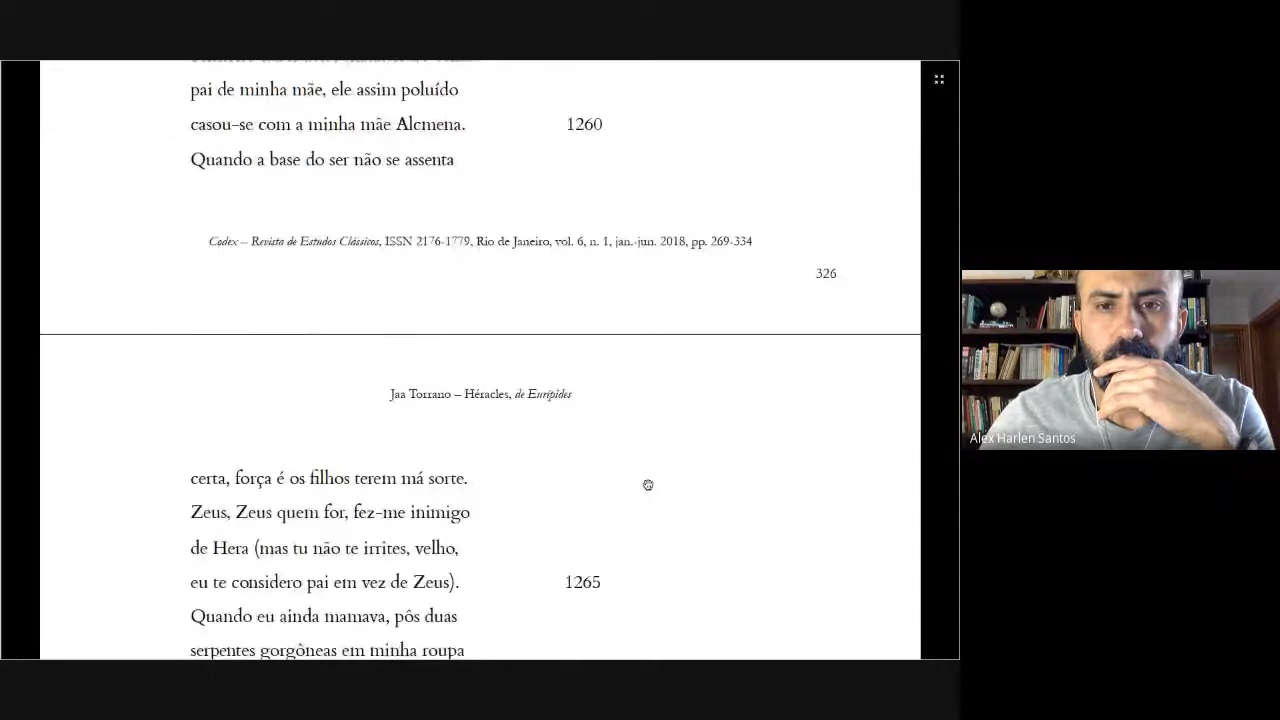 pai de minha mãe, ele assim poluído
casou-se com a minha mãe Alcmena. 1260
Quando a base do ser não se assenta
Codex – Revista de Estudos Clássicos, ISSN 2176-1779, Rio de Janeiro, vol. 6, n. 1, jan.-jun. 2018, pp. 269-334
326
Jaa Torrano – Héracles, de Eurípides
certa, força é os filhos terem má sorte.
Zeus, Zeus quem for, fez-me inimigo
de Hera (mas tu não te irrites, velho,
eu te considero pai em vez de Zeus). 1265
Quando eu ainda mamava, pôs duas
serpentes gorgôneas em minha roupa
Alex Harlen Santos